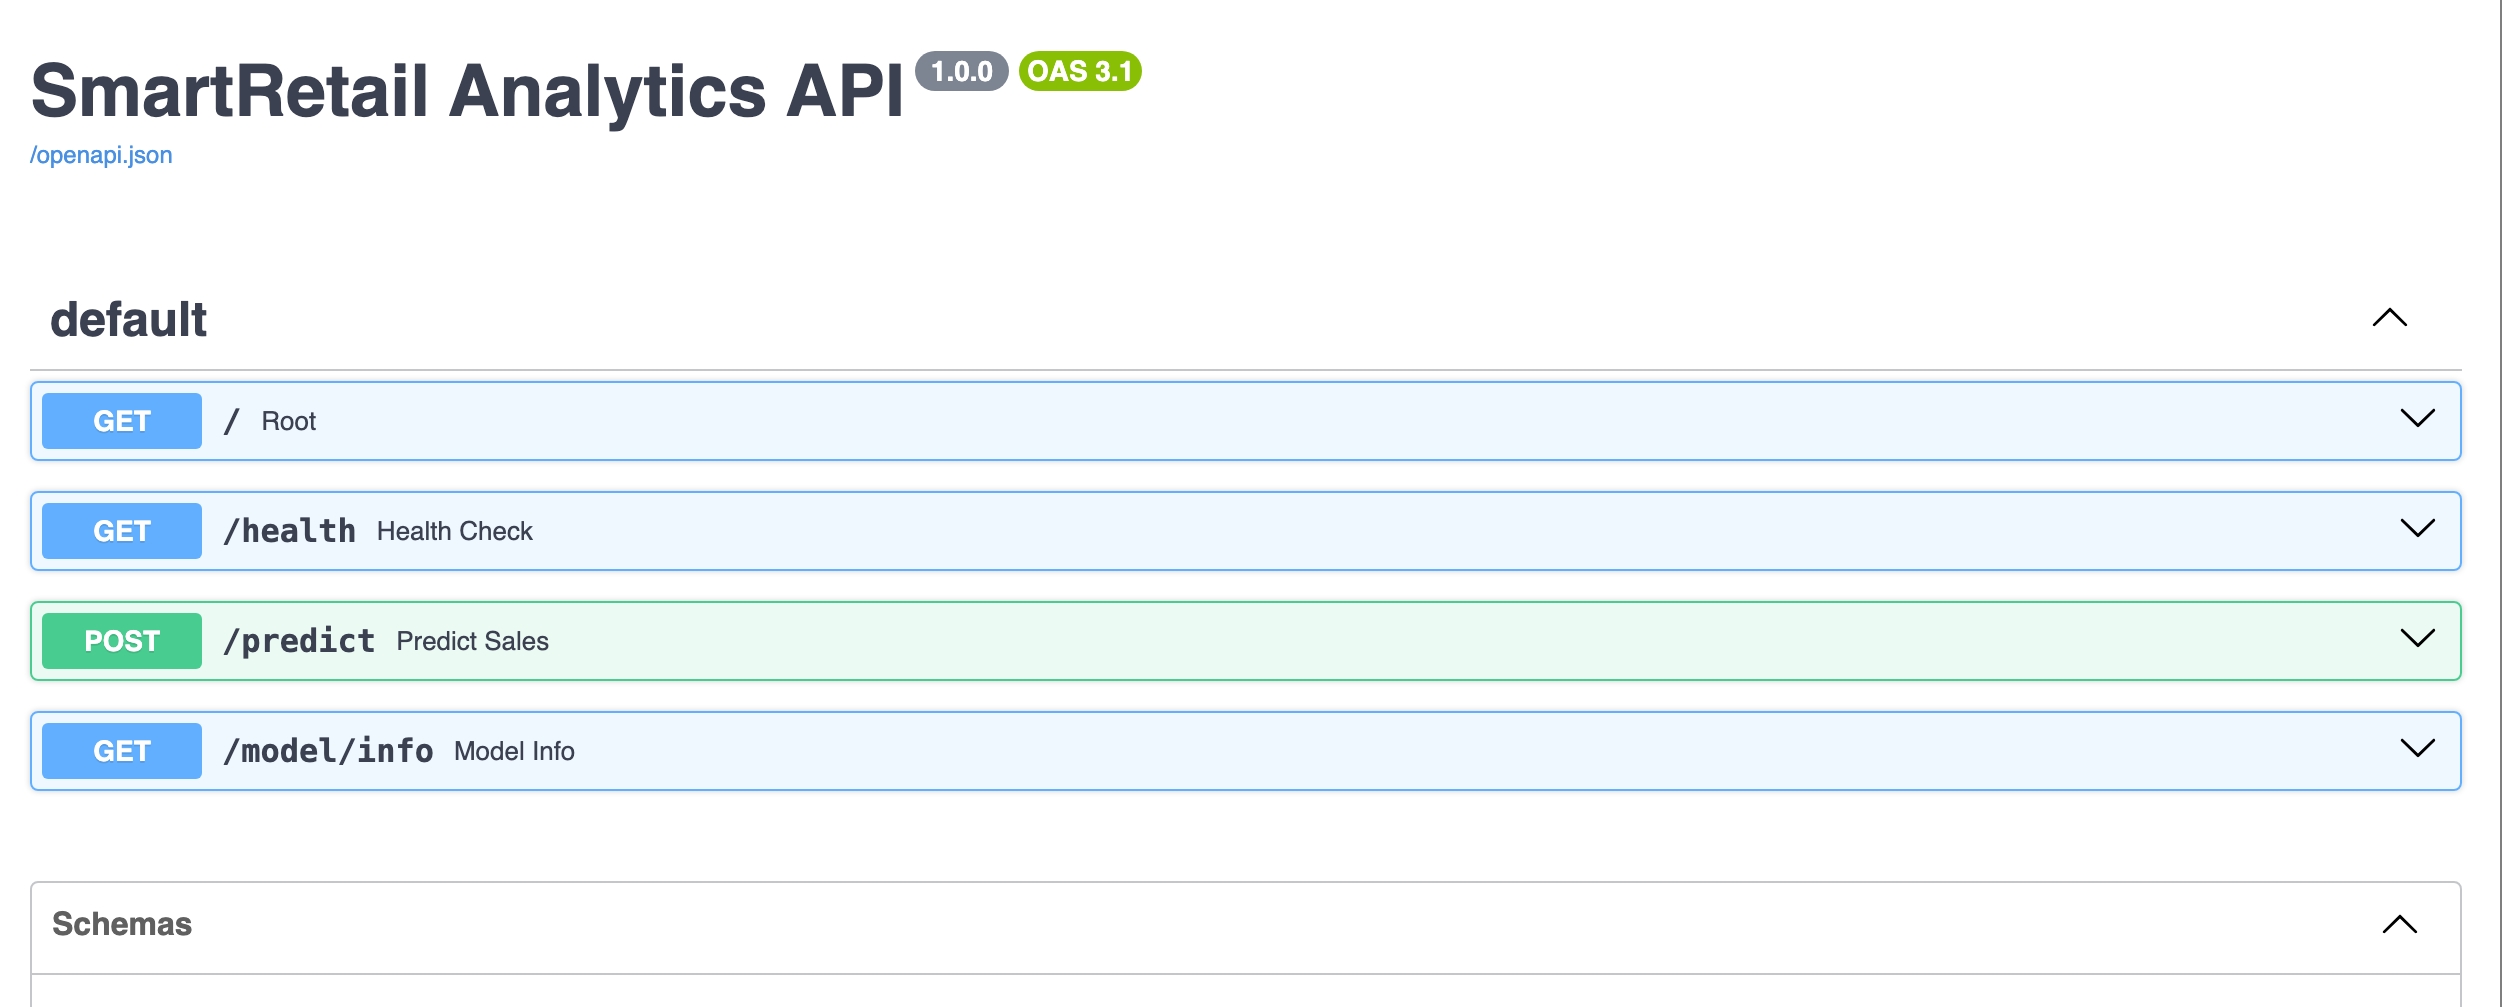 SmartRetail Analytics API 1.0.0 OAS 3.1
/openapi.json
default
GET / Root
GET /health Health Check
POST /predict Predict Sales
GET /model/info Model Info
Schemas